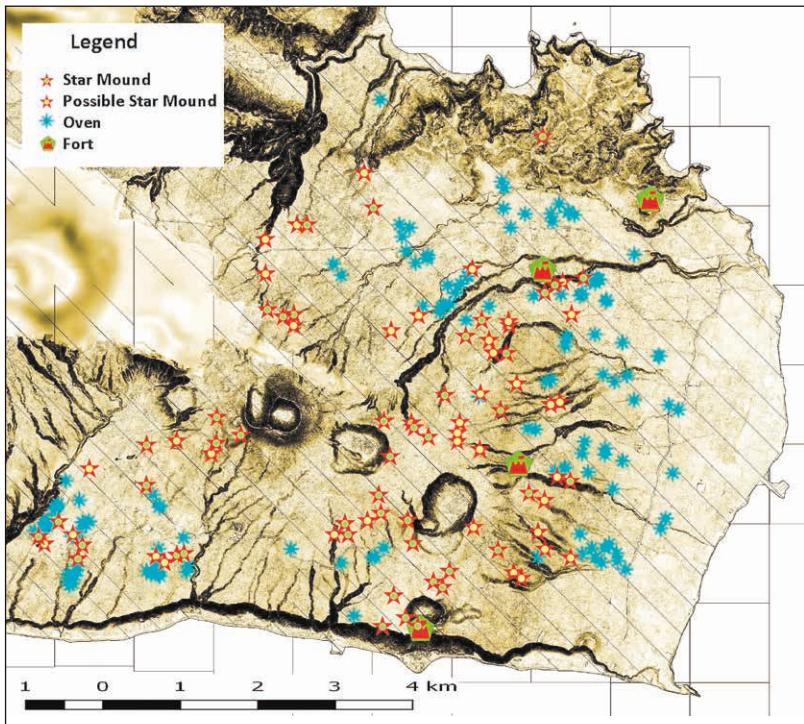 Legend
Star Mound
Possible Star Mound
Oven
Fort
1 0 1 2 3 4 km